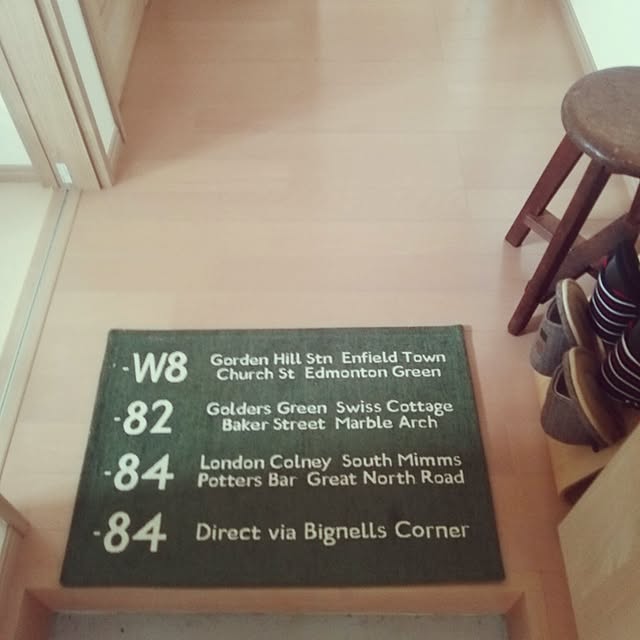 -W8 Gorden Hill Stn Enfield Town
Church St Edmonton Green
-82 Golders Green Swiss Cottage
Baker Street Marble Arch
-84 London Colney South Mimms
Potters Bar Great North Road
-84 Direct via Bignells Corner